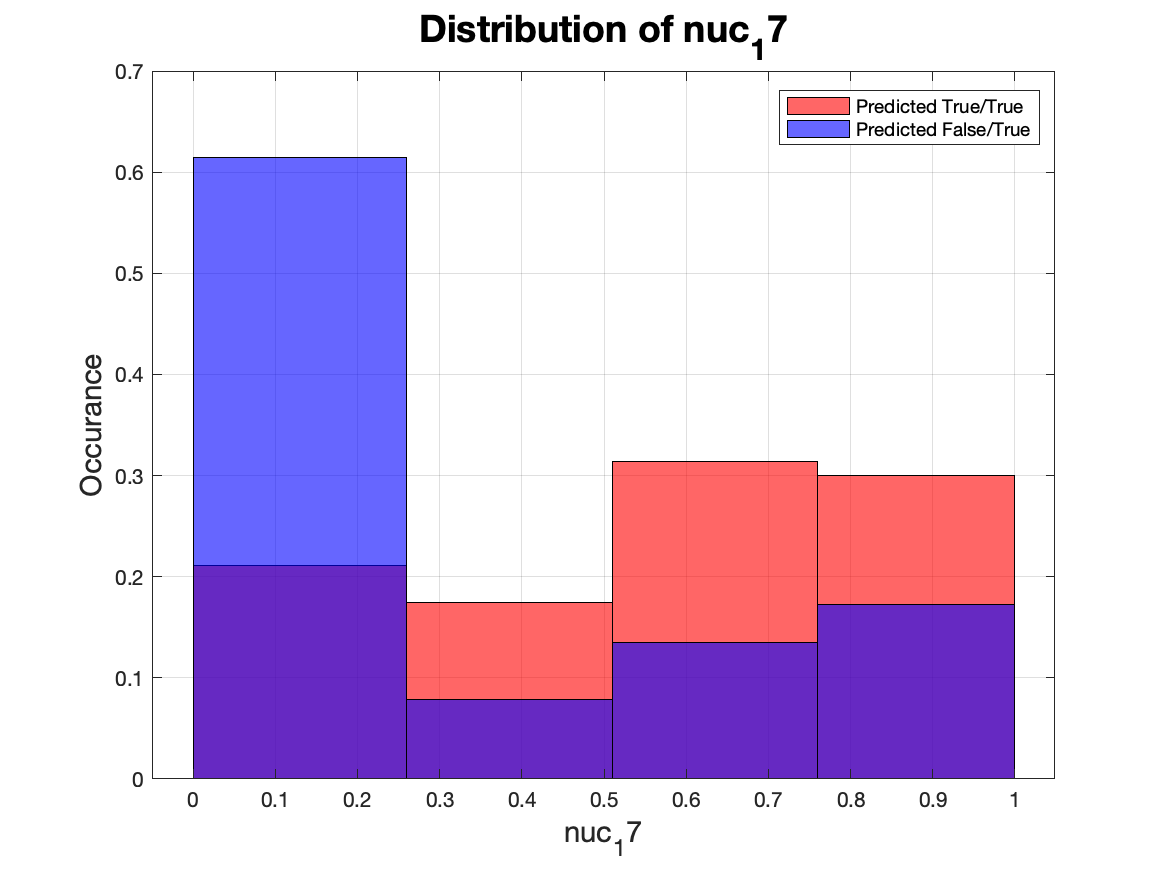 Distribution of nuc₁7
Predicted True/True
Predicted False/True
Occurance
0.7
0.6
0.5
0.4
0.3
0.2
0.1
0
0 0.1 0.2 0.3 0.4 0.5 0.6 0.7 0.8 0.9 1
nuc₁7